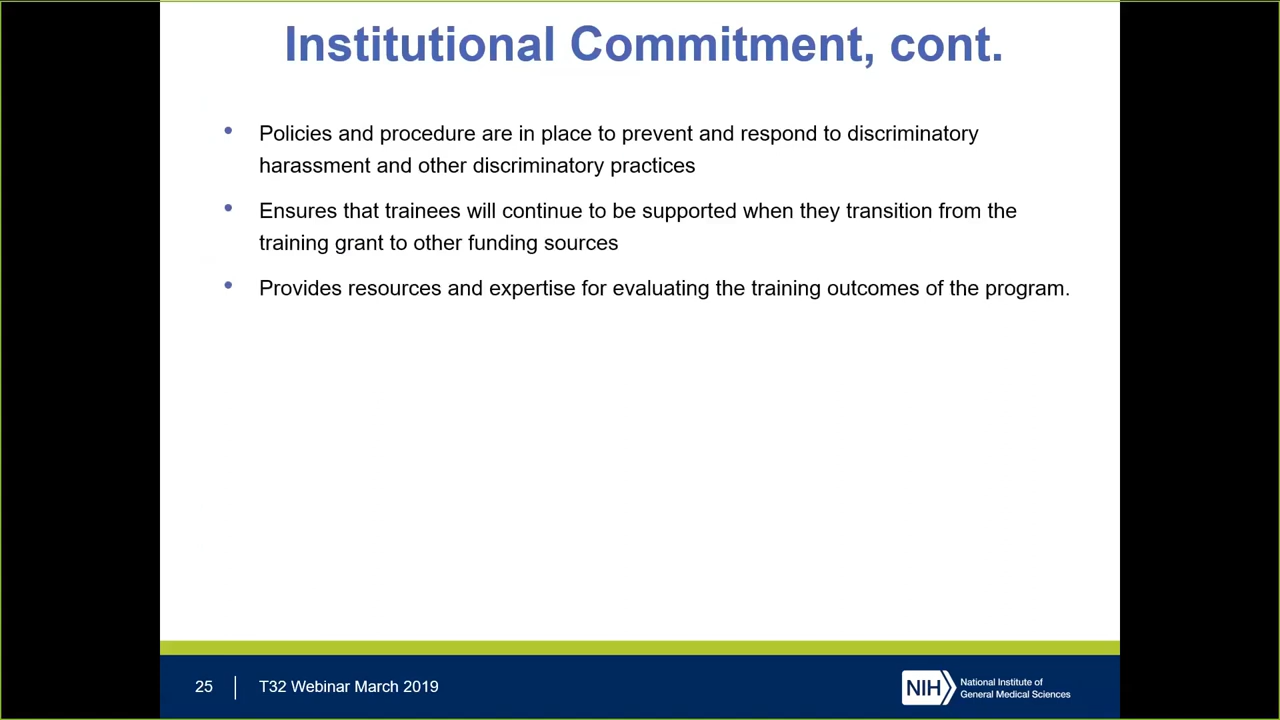 Institutional Commitment, cont.
• Policies and procedure are in place to prevent and respond to discriminatory
harassment and other discriminatory practices
• Ensures that trainees will continue to be supported when they transition from the
training grant to other funding sources
• Provides resources and expertise for evaluating the training outcomes of the program.
25
T32 Webinar March 2019
NIH
National Institute of
General Medical Sciences